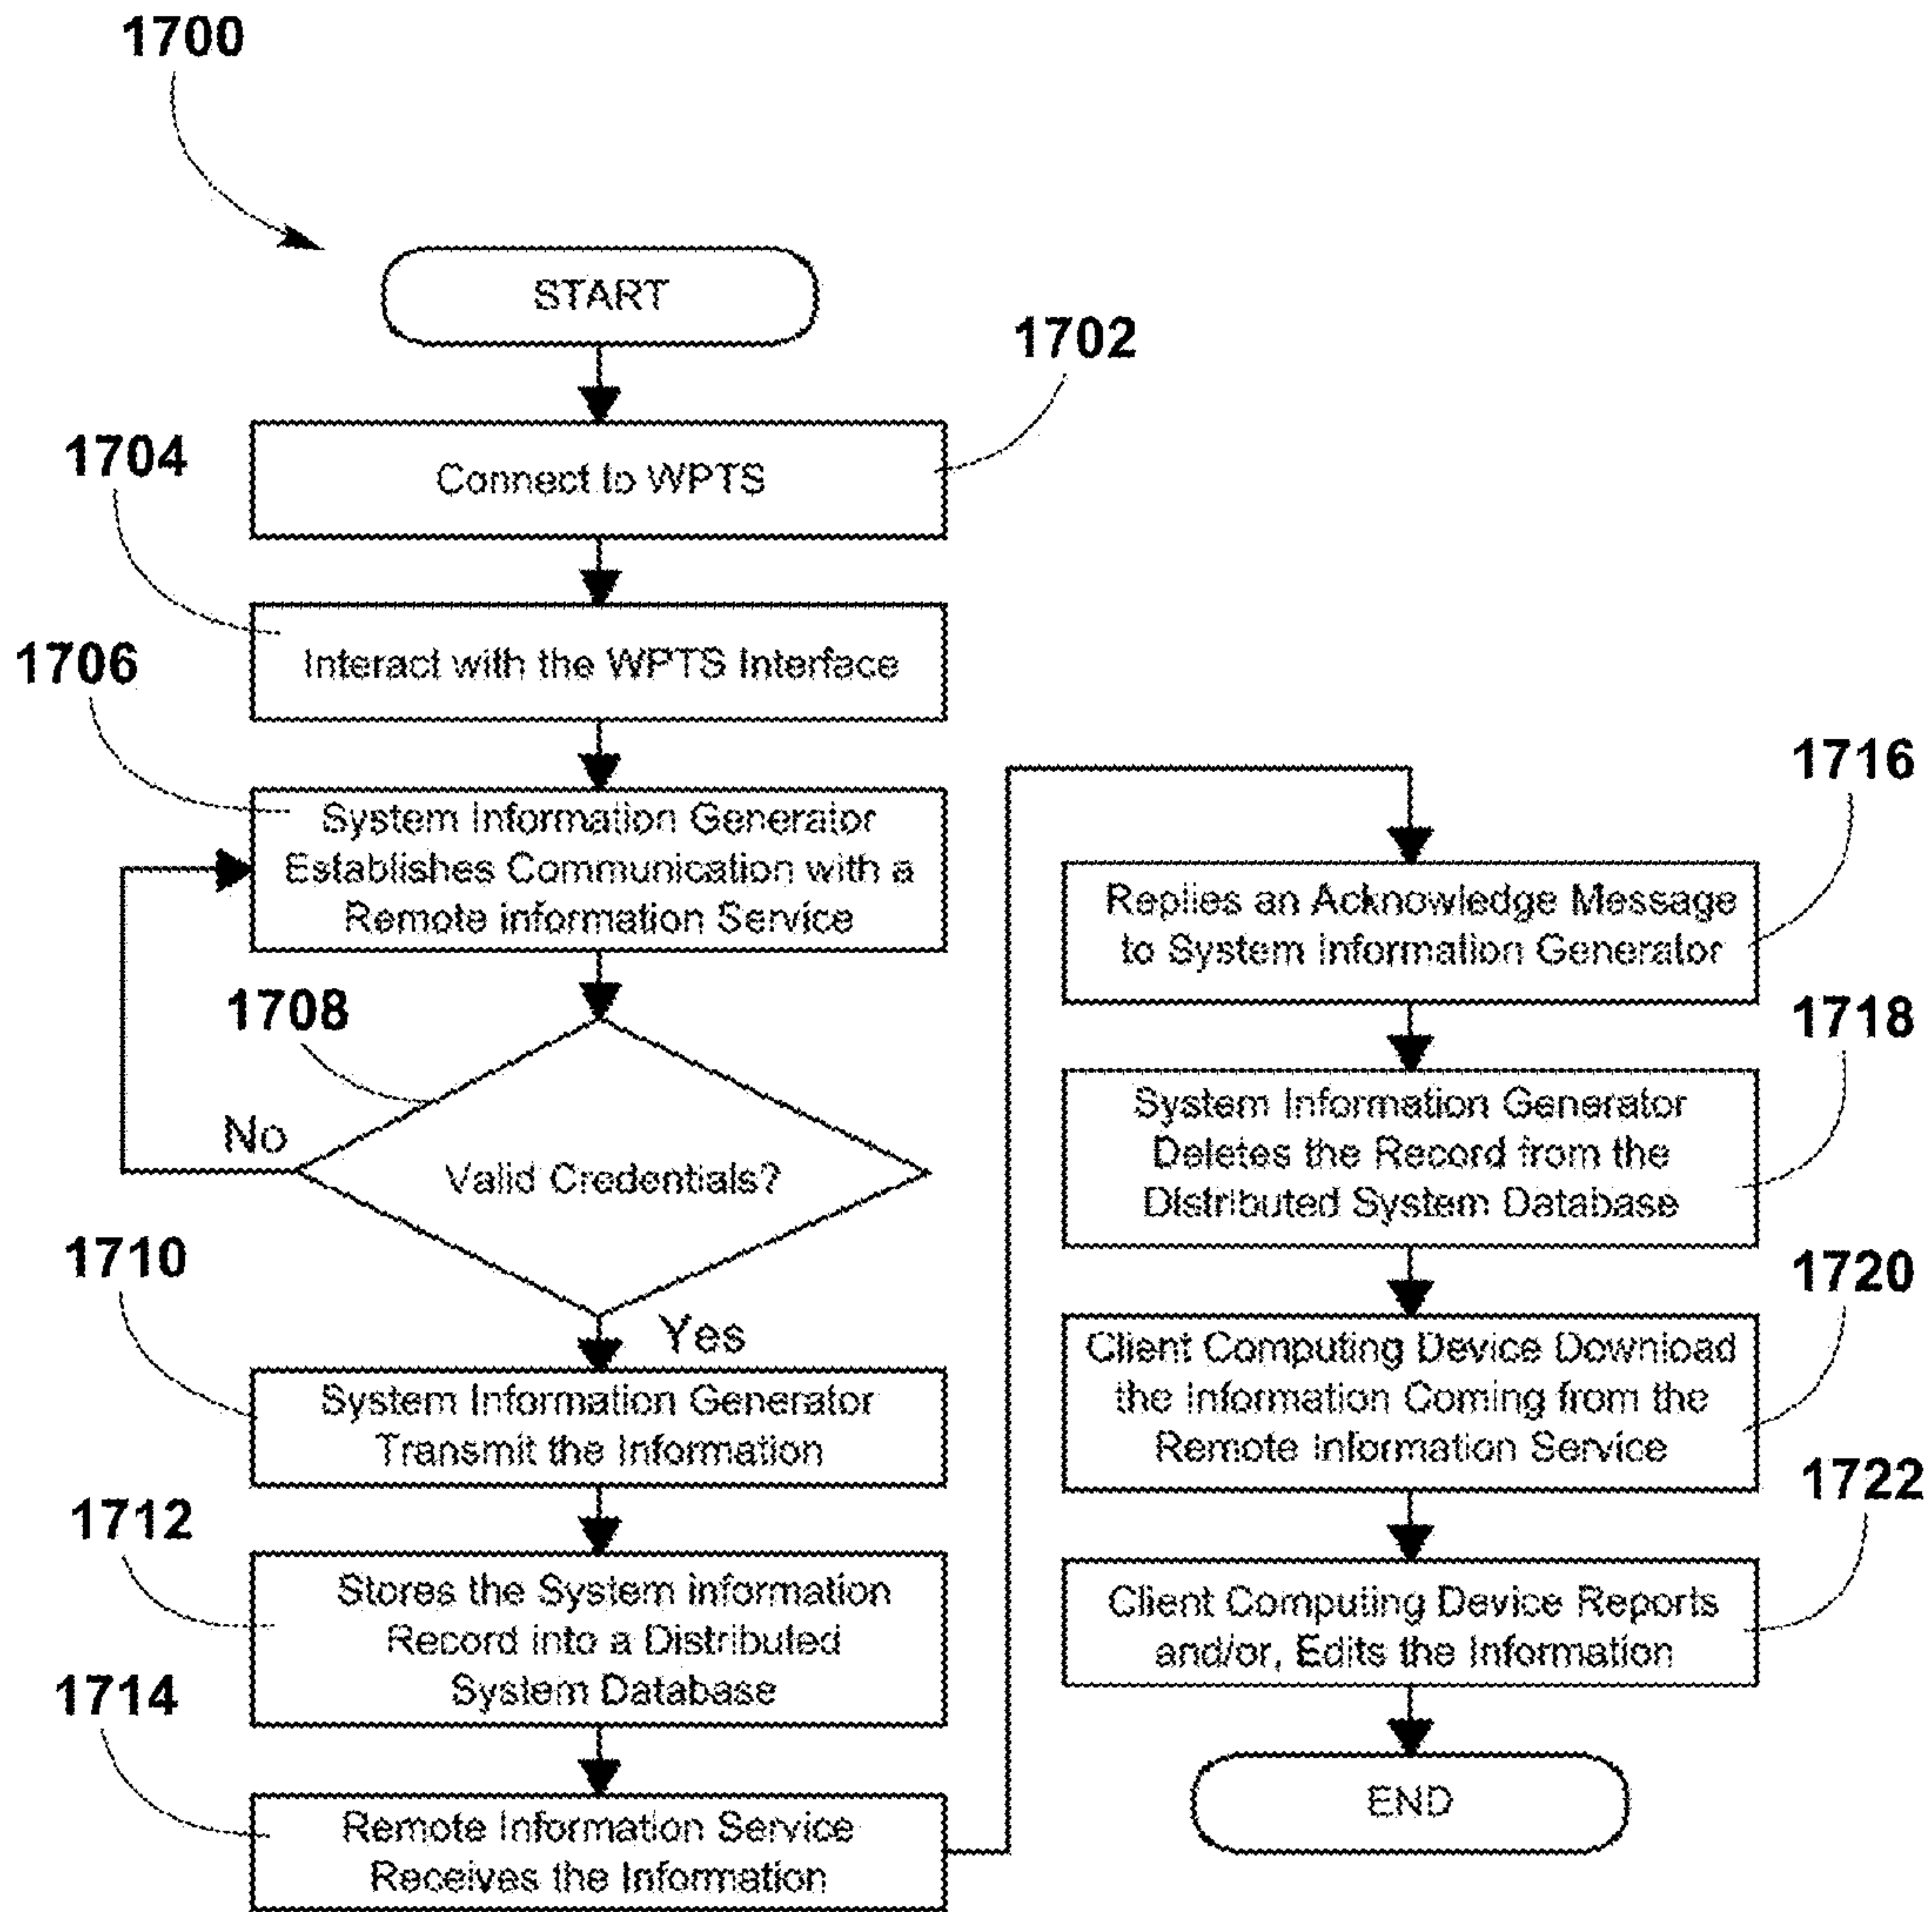 1700
START
1702
Connect to WPTS
1704
Interact with the WPTS Interface
1706
System Information Generator
Establishes Communication with a
Remote information Service
1708
No
Valid Credentials?
Yes
1710
System Information Generator
Transmit the Information
1712
Stores the System information
Record into a Distributed
System Database
1714
Remote Information Service
Receives the Information
1716
Replies an Acknowledge Message
to System Information Generator
1718
System Information Generator
Deletes the Record from the
Distributed System Database
1720
Client Computing Device Download
the Information Coming from the
Remote Information Service
1722
Client Computing Device Reports
and/or, Edits the Information
END